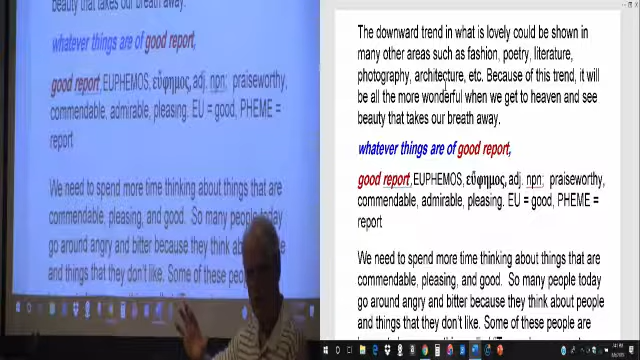 beauty that takes our breath away.
whatever things are of good report,
good report, EUPHEMOS, εὔφημος, adj. npn; praiseworthy,
commendable, admirable, pleasing. EU = good, PHEME =
report
We need to spend more time thinking about things that are
commendable, pleasing, and good. So many people today
go around angry and bitter because they think about
and things that they don't like. Some of these
The downward trend in what is lovely could be shown in
many other areas such as fashion, poetry, literature,
photography, architecture, etc. Because of this trend, it will
be all the more wonderful when we get to heaven and see
beauty that takes our breath away.
whatever things are of good report,
good report, EUPHEMOS, εὔφημος, adj. npn; praiseworthy,
commendable, admirable, pleasing. EU = good, PHEME =
report
We need to spend more time thinking about things that are
commendable, pleasing, and good. So many people today
go around angry and bitter because they think about people
and things that they don't like. Some of these people are